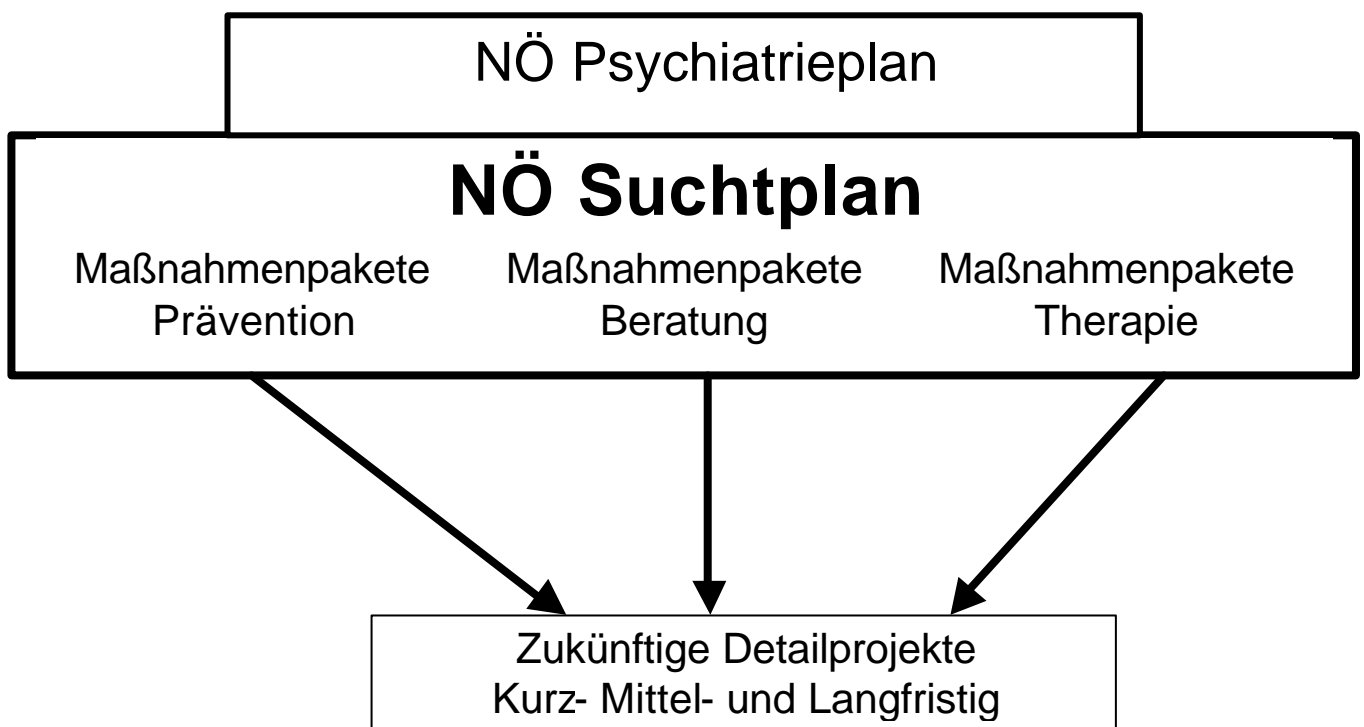 NÖ Psychiatrieplan
NÖ Suchtplan
Maßnahmenpakete
Prävention
Maßnahmenpakete
Beratung
Maßnahmenpakete
Therapie
Zukünftige Detailprojekte
Kurz- Mittel- und Langfristig